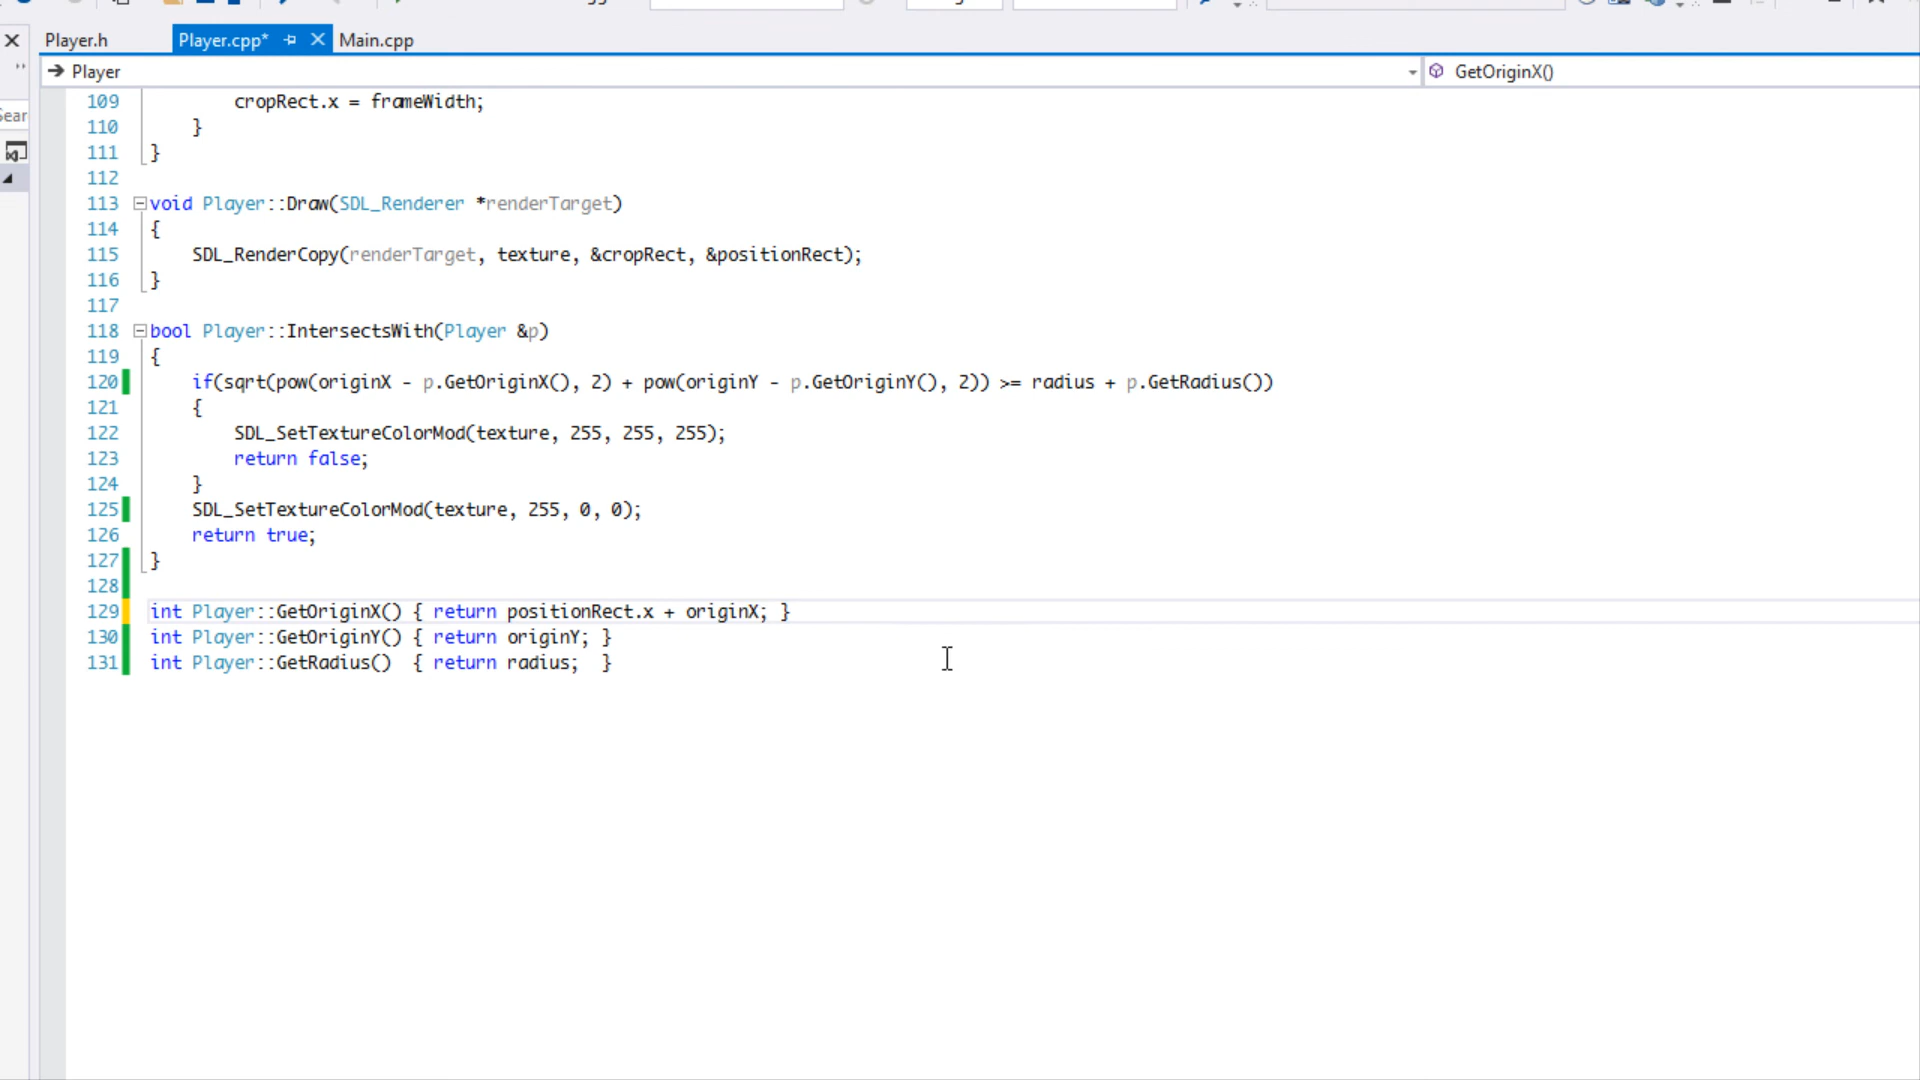 Player.h Player.cpp* Main.cpp
Player GetOriginX()
109 cropRect.x = frameWidth;
110 }
111 }
112
113 void Player::Draw(SDL_Renderer *renderTarget)
114 {
115 SDL_RenderCopy(renderTarget, texture, &cropRect, &positionRect);
116 }
117
118 bool Player::IntersectsWith(Player &p)
119 {
120 if(sqrt(pow(originX - p.GetOriginX(), 2) + pow(originY - p.GetOriginY(), 2)) >= radius + p.GetRadius())
121 {
122 SDL_SetTextureColorMod(texture, 255, 255, 255);
123 return false;
124 }
125 SDL_SetTextureColorMod(texture, 255, 0, 0);
126 return true;
127 }
128
129 int Player::GetOriginX() { return positionRect.x + originX; }
130 int Player::GetOriginY() { return originY; }
131 int Player::GetRadius() { return radius; }